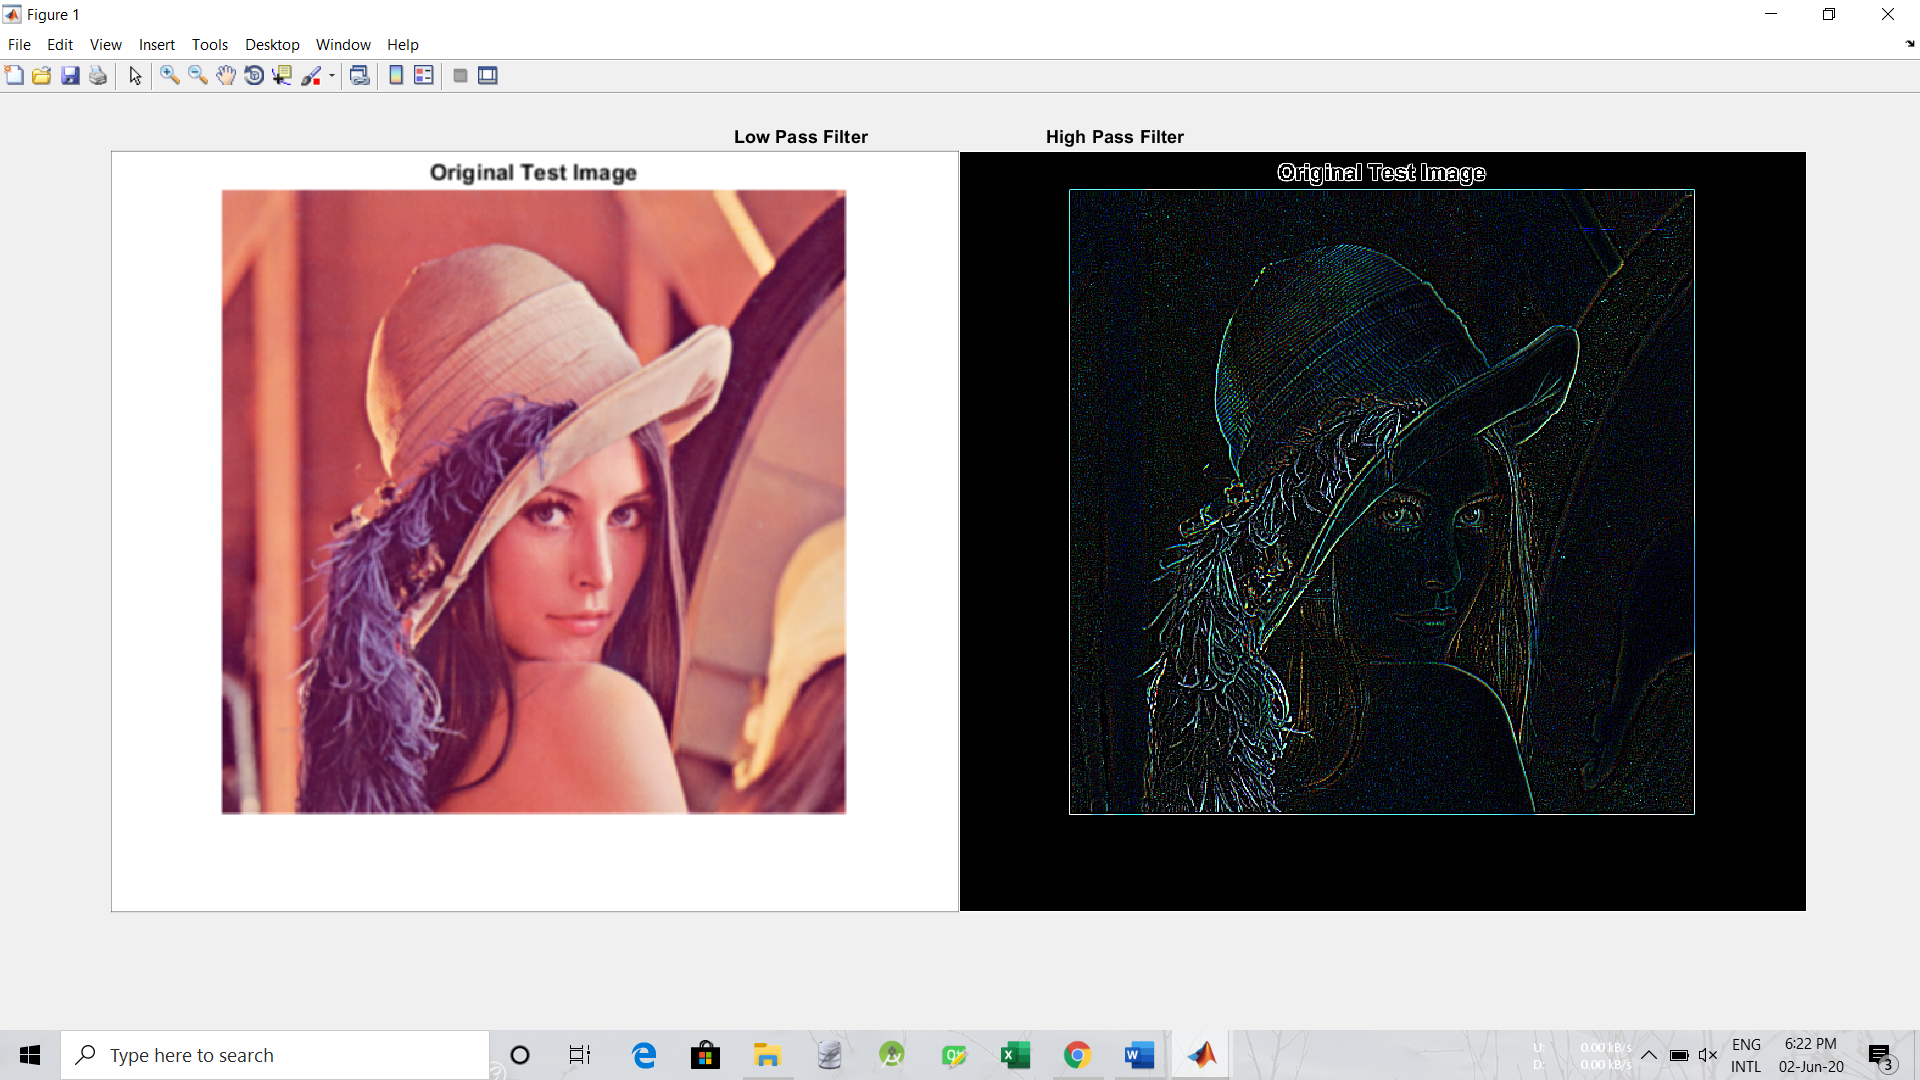 Figure 1
File Edit View Insert Tools Desktop Window Help
Low Pass Filter High Pass Filter
Original Test Image Original Test Image
Type here to search
U: 0.00 kB/s
D: 0.00 kB/s
ENG
INTL
6:22 PM
02-Jun-20
3